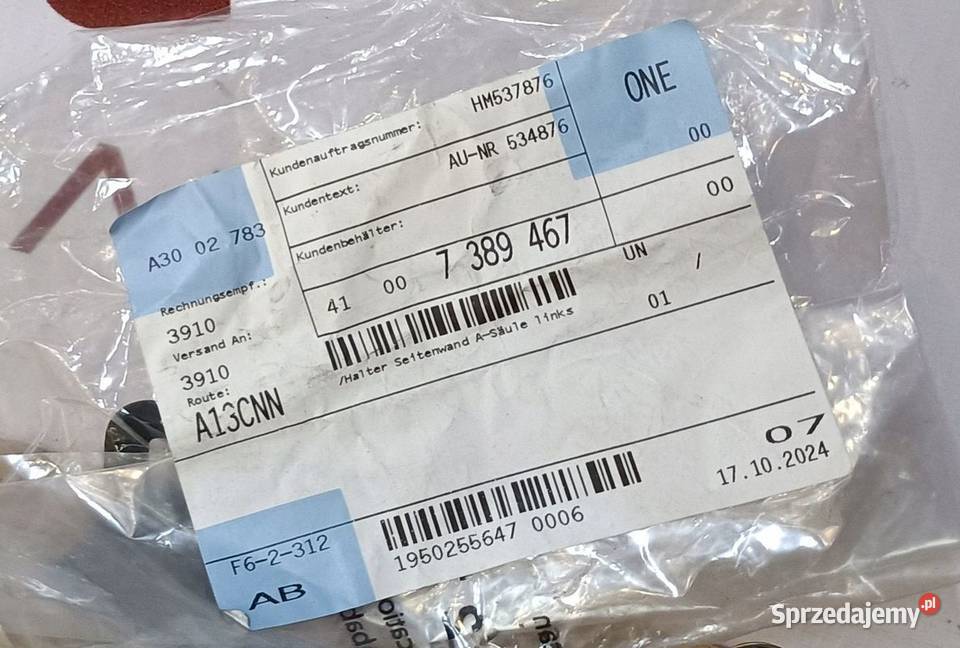 Kundenauftragsnummer:
HM537876
ONE
Kundentext:
AU-NR 534876
00
Kundenbehälter:
A30 02 783
41 00 7 389 467
00
Rechnungsempf.:
3910
/Halter Seitenwand A-Säule links
UN /
Versand An:
3910
01
Route:
A13CNN
07
17.10.2024
1950255647 0006
F6-2-312
AB
Sprzedajemy.pl